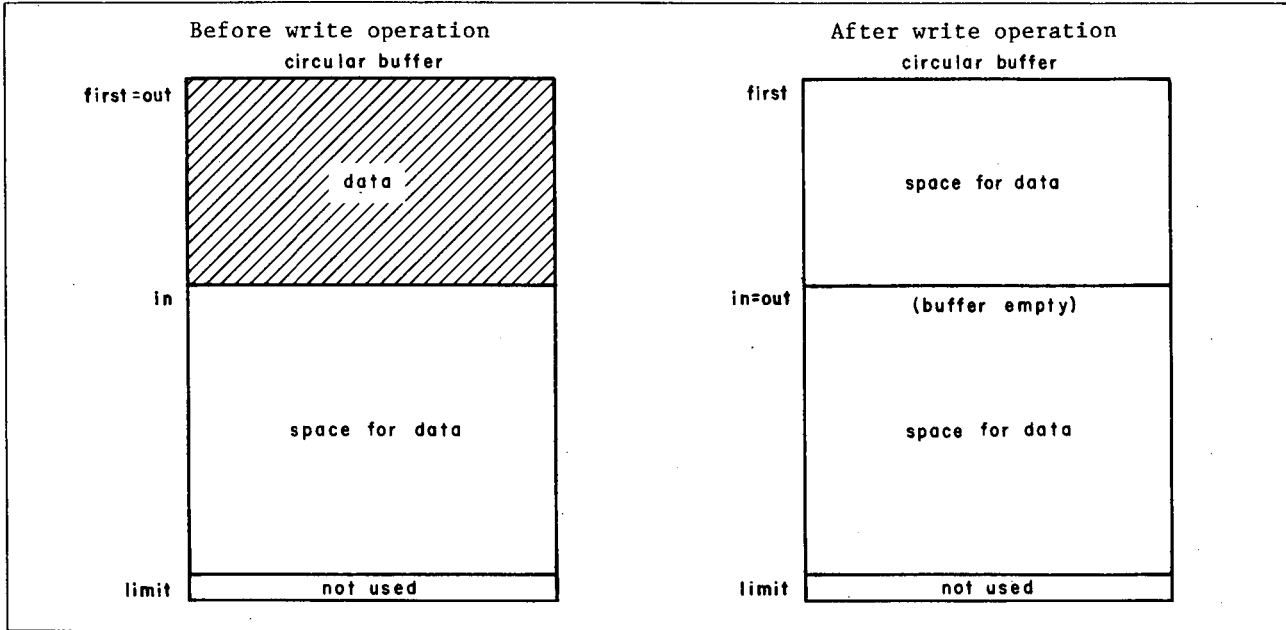 Before write operation
circular buffer
first=out
data
in
space for data
limit
not used
After write operation
circular buffer
first
space for data
in=out
(buffer empty)
space for data
limit
not used